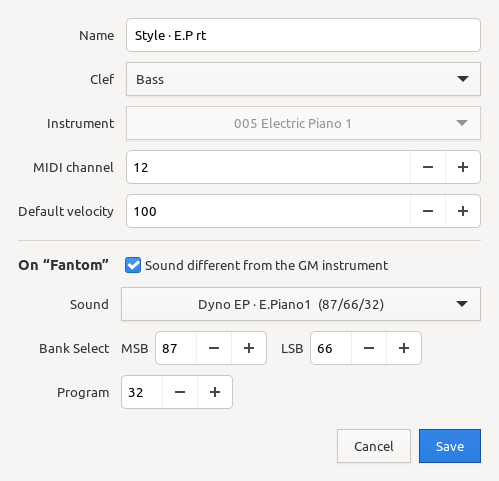 Name Style · E.P rt
Clef Bass
Instrument 005 Electric Piano 1
MIDI channel 12
Default velocity 100
On “Fantom” Sound different from the GM instrument
Sound Dyno EP · E.Piano1 (87/66/32)
Bank Select MSB 87 LSB 66
Program 32
Cancel Save